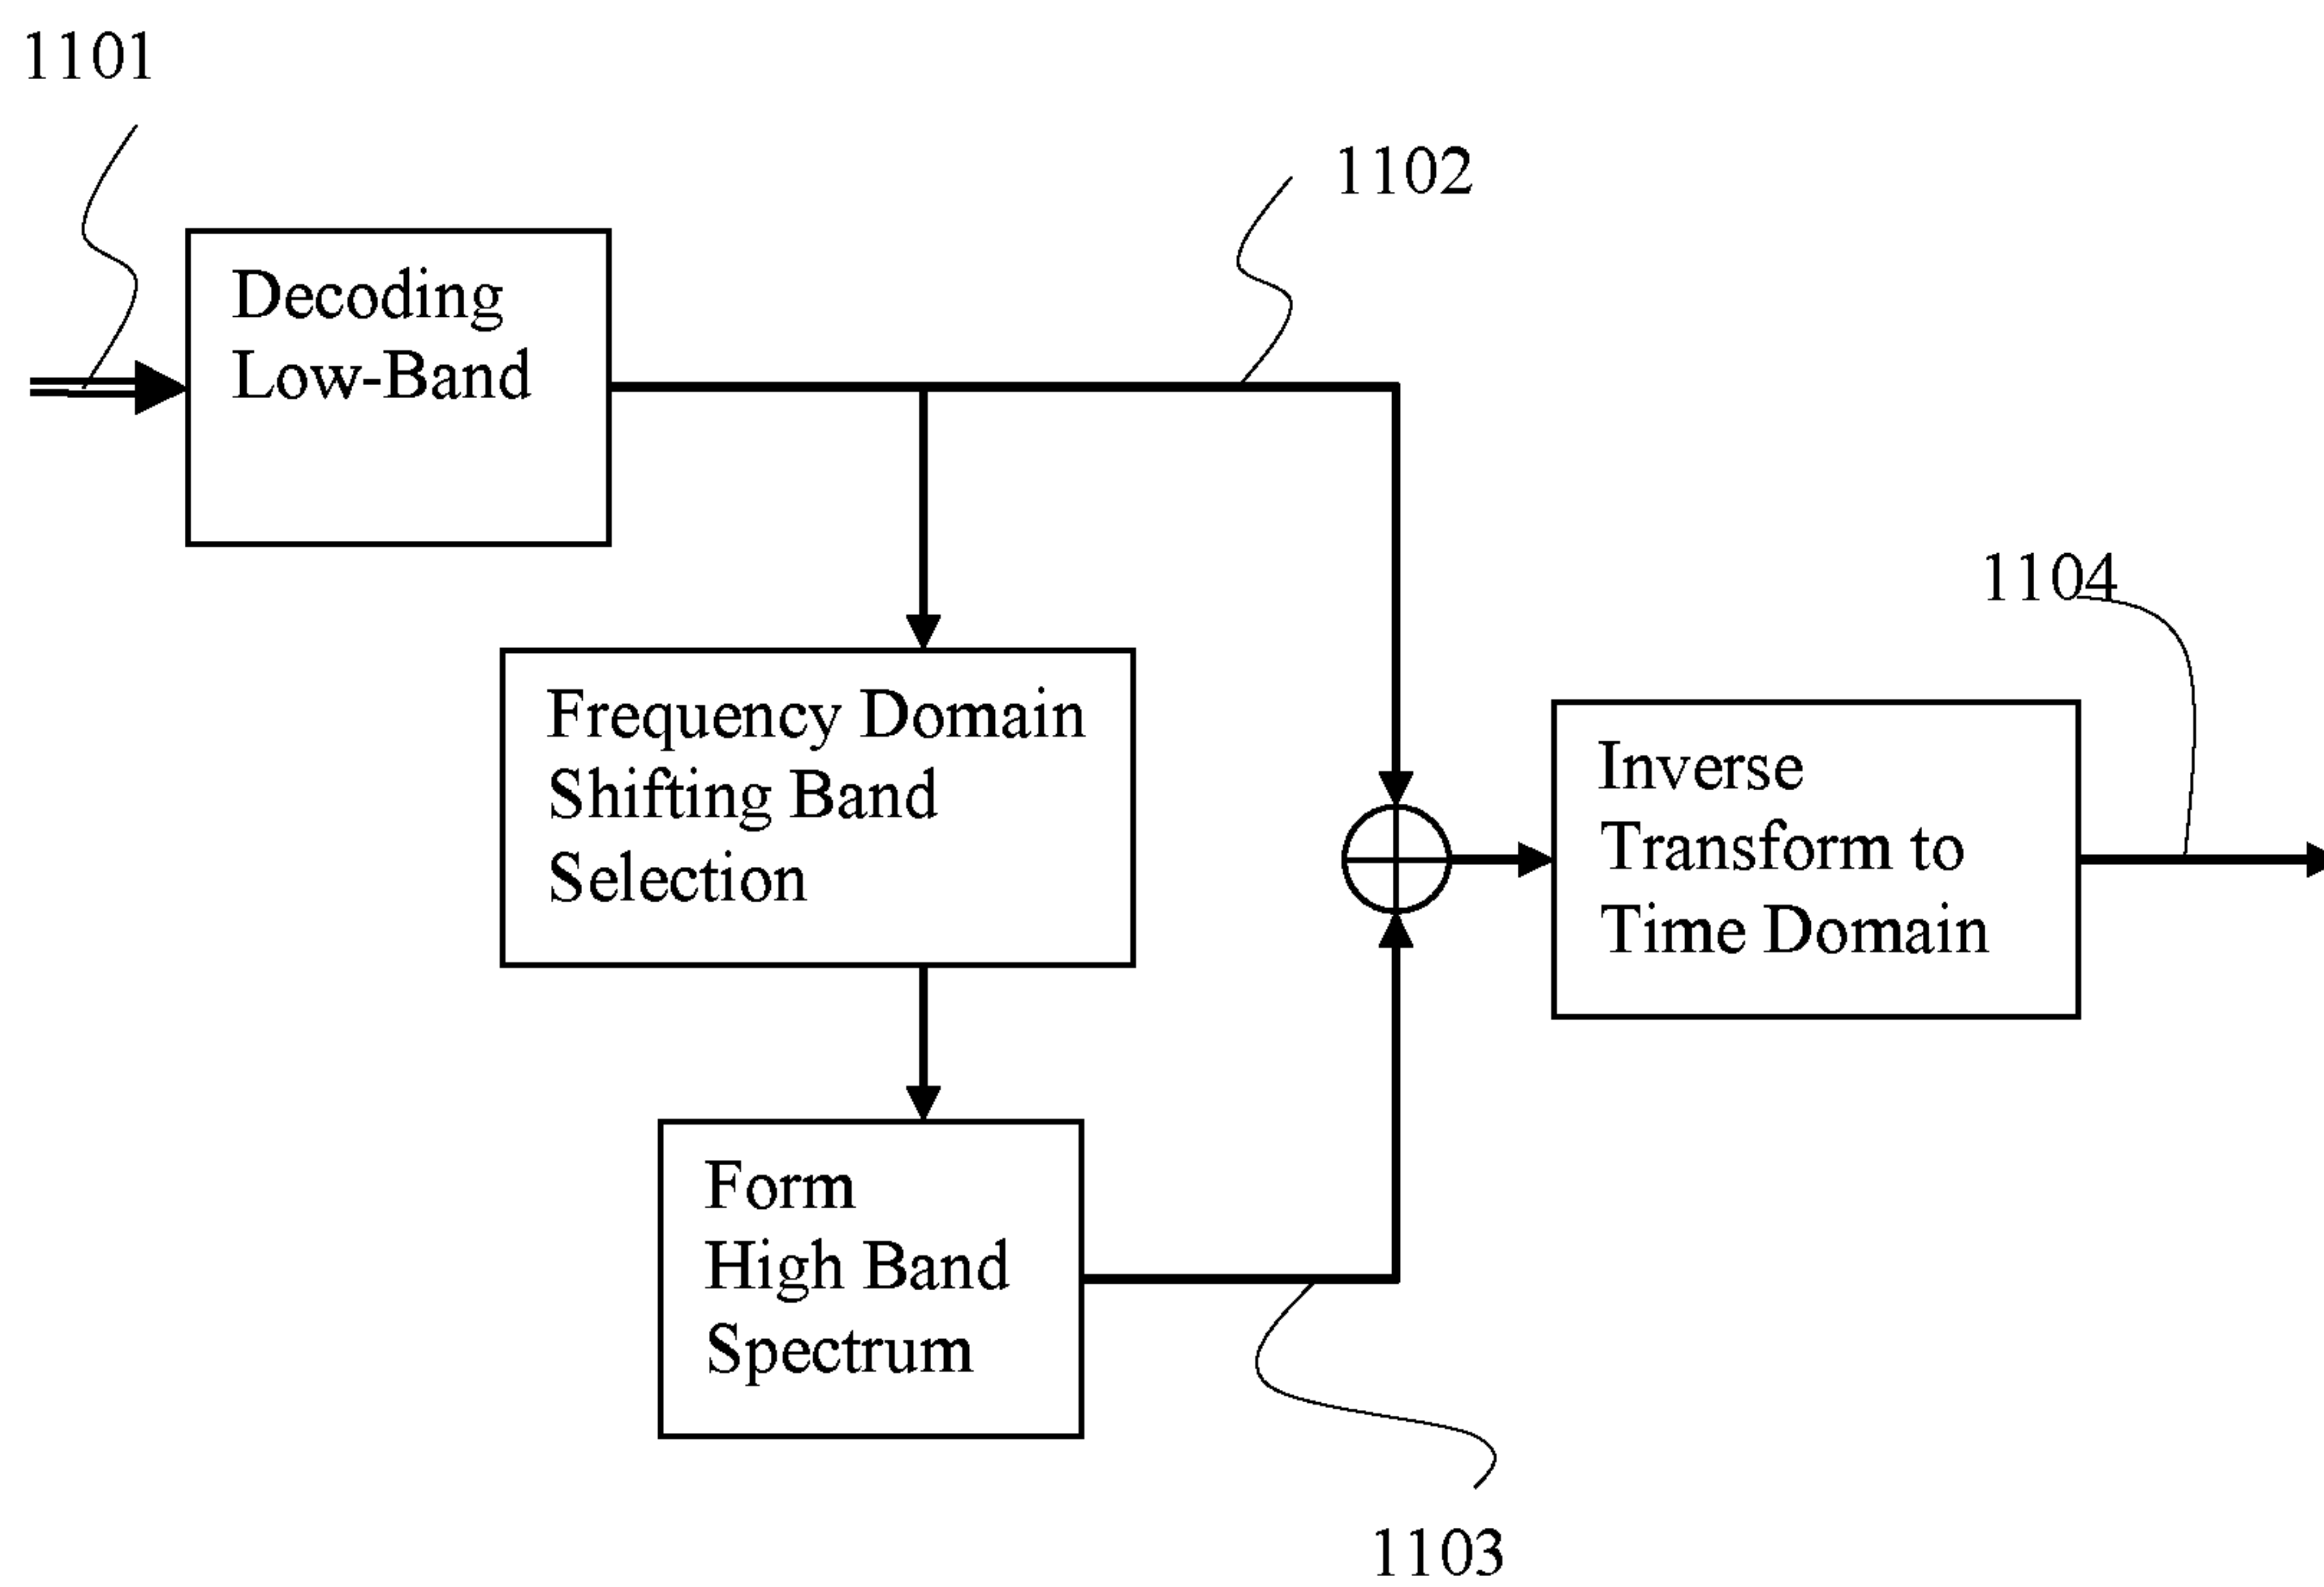 1101
1102
Decoding
Low-Band
1104
Frequency Domain
Shifting Band
Selection
Inverse
Transform to
Time Domain
Form
High Band
Spectrum
1103